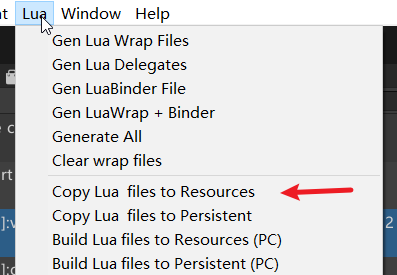 Lua Window Help
Gen Lua Wrap Files
Gen Lua Delegates
Gen LuaBinder File
Gen LuaWrap + Binder
Generate All
Clear wrap files
Copy Lua  files to Resources
Copy Lua  files to Persistent
Build Lua files to Resources (PC)
Build Lua files to Persistent (PC)